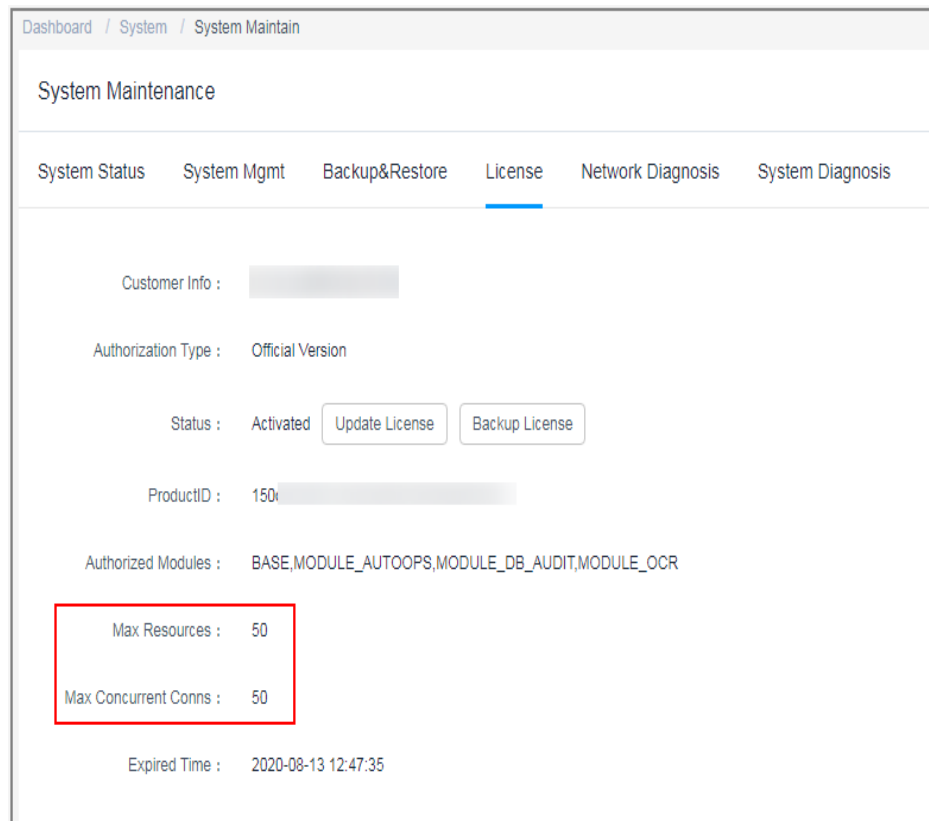 Dashboard / System / System Maintain
System Maintenance
System Status System Mgmt Backup&Restore License Network Diagnosis System Diagnosis
Customer Info :
Authorization Type : Official Version
Status : Activated Update License Backup License
ProductID :
Authorized Modules : BASE,MODULE_AUTOOPS,MODULE_DB_AUDIT,MODULE_OCR
Max Resources : 50
Max Concurrent Conns : 50
Expired Time : 2020-08-13 12:47:35